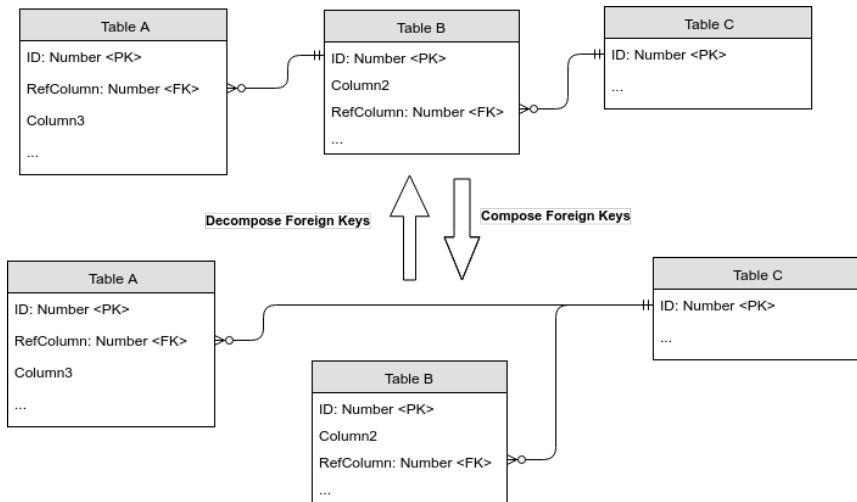 Table A
ID: Number <PK>
RefColumn: Number <FK>
Column3
...
Table B
ID: Number <PK>
Column2
RefColumn: Number <FK>
...
Table C
ID: Number <PK>
...
Decompose Foreign Keys
Compose Foreign Keys
Table A
ID: Number <PK>
RefColumn: Number <FK>
Column3
...
Table B
ID: Number <PK>
Column2
RefColumn: Number <FK>
...
Table C
ID: Number <PK>
...